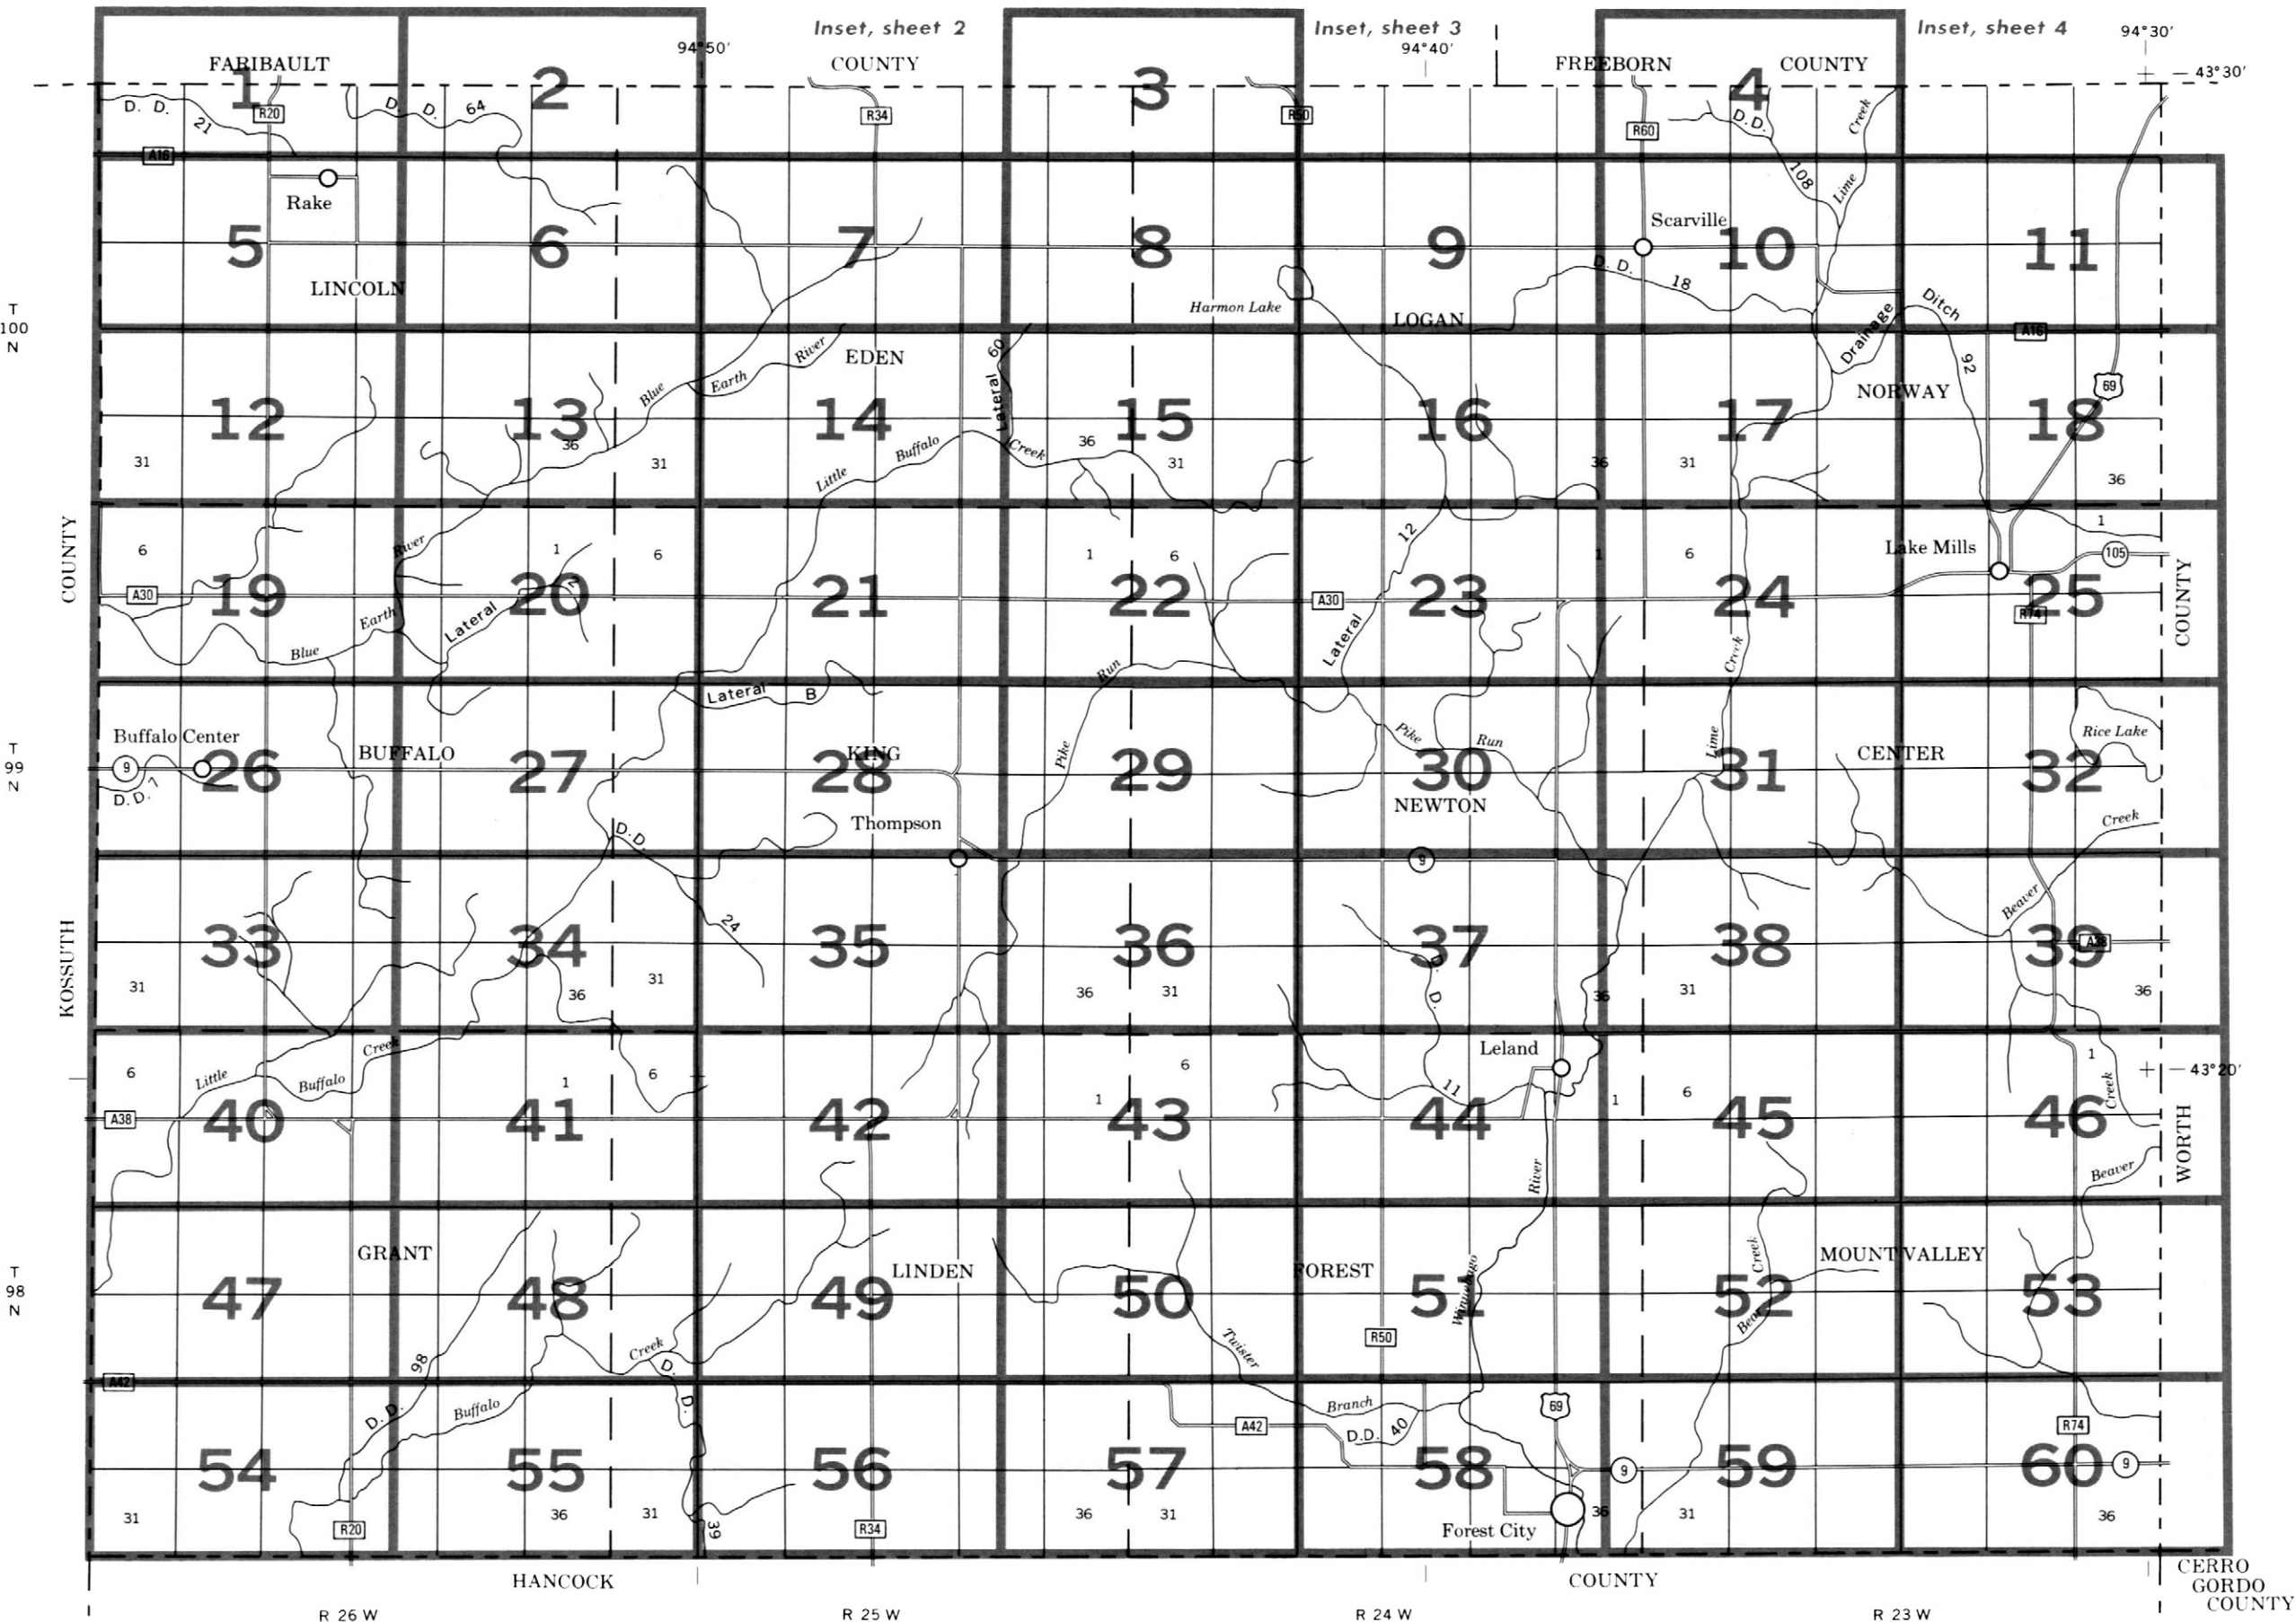 Inset, sheet 2 Inset, sheet 3 Inset, sheet 4
94°50′ 94°40′ 94°30′
FARIBAULT COUNTY FREEBORN COUNTY
43°30′
1 2 3 4
D. D. 21 R20 D. D. 64 R34 R50 R60 D.D. 108 Creek
A16
Rake Lime
Scarville
5 6 7 8 9 10 11
D. D. 18
LINCOLN
Harmon Lake
Ditch
T
100
N
LOGAN Drainage A16
EDEN River 60
Blue Earth Lateral 92 69
NORWAY
12 13 14 15 16 17 18
36 Buffalo Creek 36
31 31 Little 31 36 31 36
COUNTY
6 River 1 6 1 6 12 1 6 Lake Mills 1 105
A30 19 20 2 21 22 A30 23 24 25 R74
Earth Lateral Lateral COUNTY
Blue Run Creek
Lateral B
Buffalo Center Pike Pike Run Lime Rice Lake
T
99
N
BUFFALO KING CENTER
9 26 27 28 29 30 31 32
D. D. 7 NEWTON
Thompson Creek
D. D.
9
24 Beaver
KOSSUTH
33 34 35 36 37 38 39 A38
D. D.
31 36 31 36 31 36 31 36
Leland
Creek
6 Little Buffalo 1 6 6 1 11 1 6 1 43°20′
A38 40 41 42 43 44 45 46 Creek
WORTH
River Beaver
GRANT LINDEN FOREST MOUNT VALLEY
T
98
N
47 48 49 50 51 52 53
Winnebago Creek Bear
Creek Twister R50
A42 98 D. D.
D. D. Buffalo Branch 69
A42 D.D. 40 R74
54 55 56 57 58 9 59 60 9
31 36 31 36 31 36 31 36
R20 39 R34 Forest City
HANCOCK COUNTY CERRO
GORDO
COUNTY
R 26 W R 25 W R 24 W R 23 W